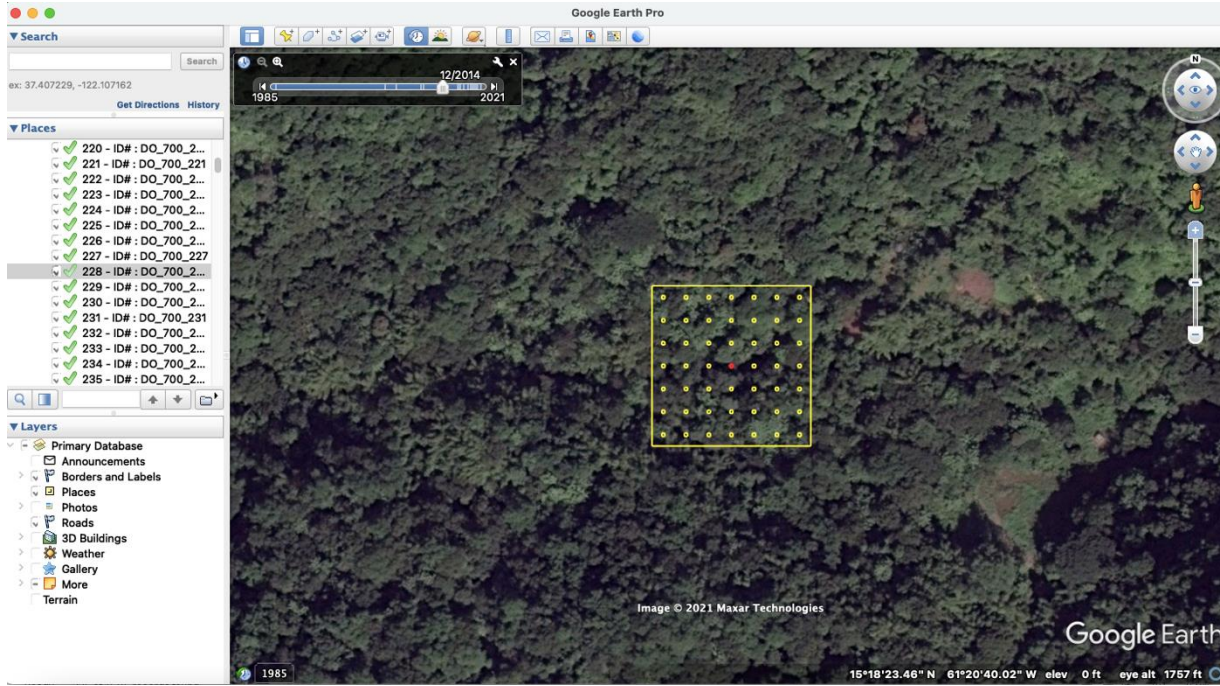 Google Earth Pro
Search
Search
ex: 37.407229, -122.107162
Get Directions History
Places
220 - ID# : DO_700_2...
221 - ID# : DO_700_221
222 - ID# : DO_700_2...
223 - ID# : DO_700_2...
224 - ID# : DO_700_2...
225 - ID# : DO_700_2...
226 - ID# : DO_700_2...
227 - ID# : DO_700_227
228 - ID# : DO_700_2...
229 - ID# : DO_700_2...
230 - ID# : DO_700_2...
231 - ID# : DO_700_231
232 - ID# : DO_700_2...
233 - ID# : DO_700_2...
234 - ID# : DO_700_2...
235 - ID# : DO_700_2...
Layers
Primary Database
Announcements
Borders and Labels
Places
Photos
Roads
3D Buildings
Weather
Gallery
More
Terrain
12/2014
1985 2021
N
Image © 2021 Maxar Technologies
Google Earth
1985
15°18'23.46" N 61°20'40.02" W elev 0 ft eye alt 1757 ft